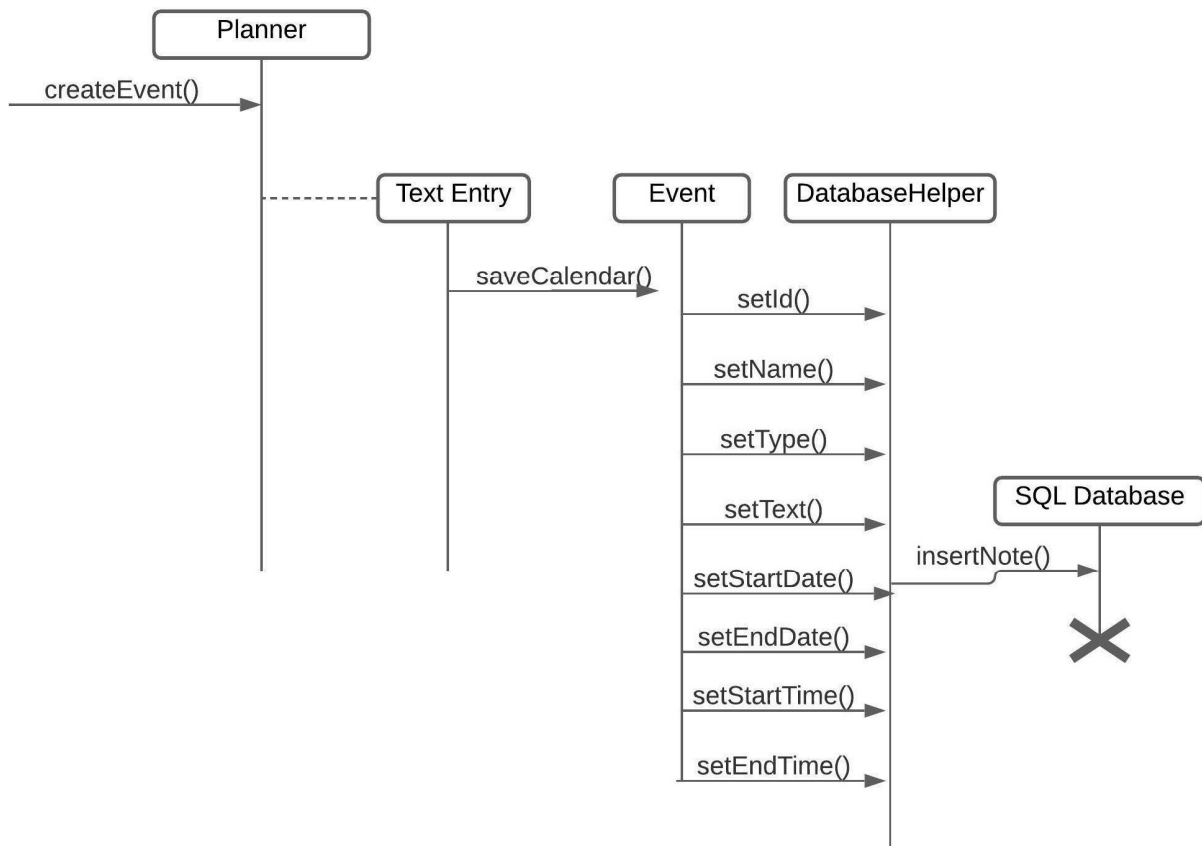 Planner
createEvent()
Text Entry
Event
DatabaseHelper
saveCalendar()
setId()
setName()
setType()
setText()
SQL Database
insertNote()
setStartDate()
setEndDate()
setStartTime()
setEndTime()